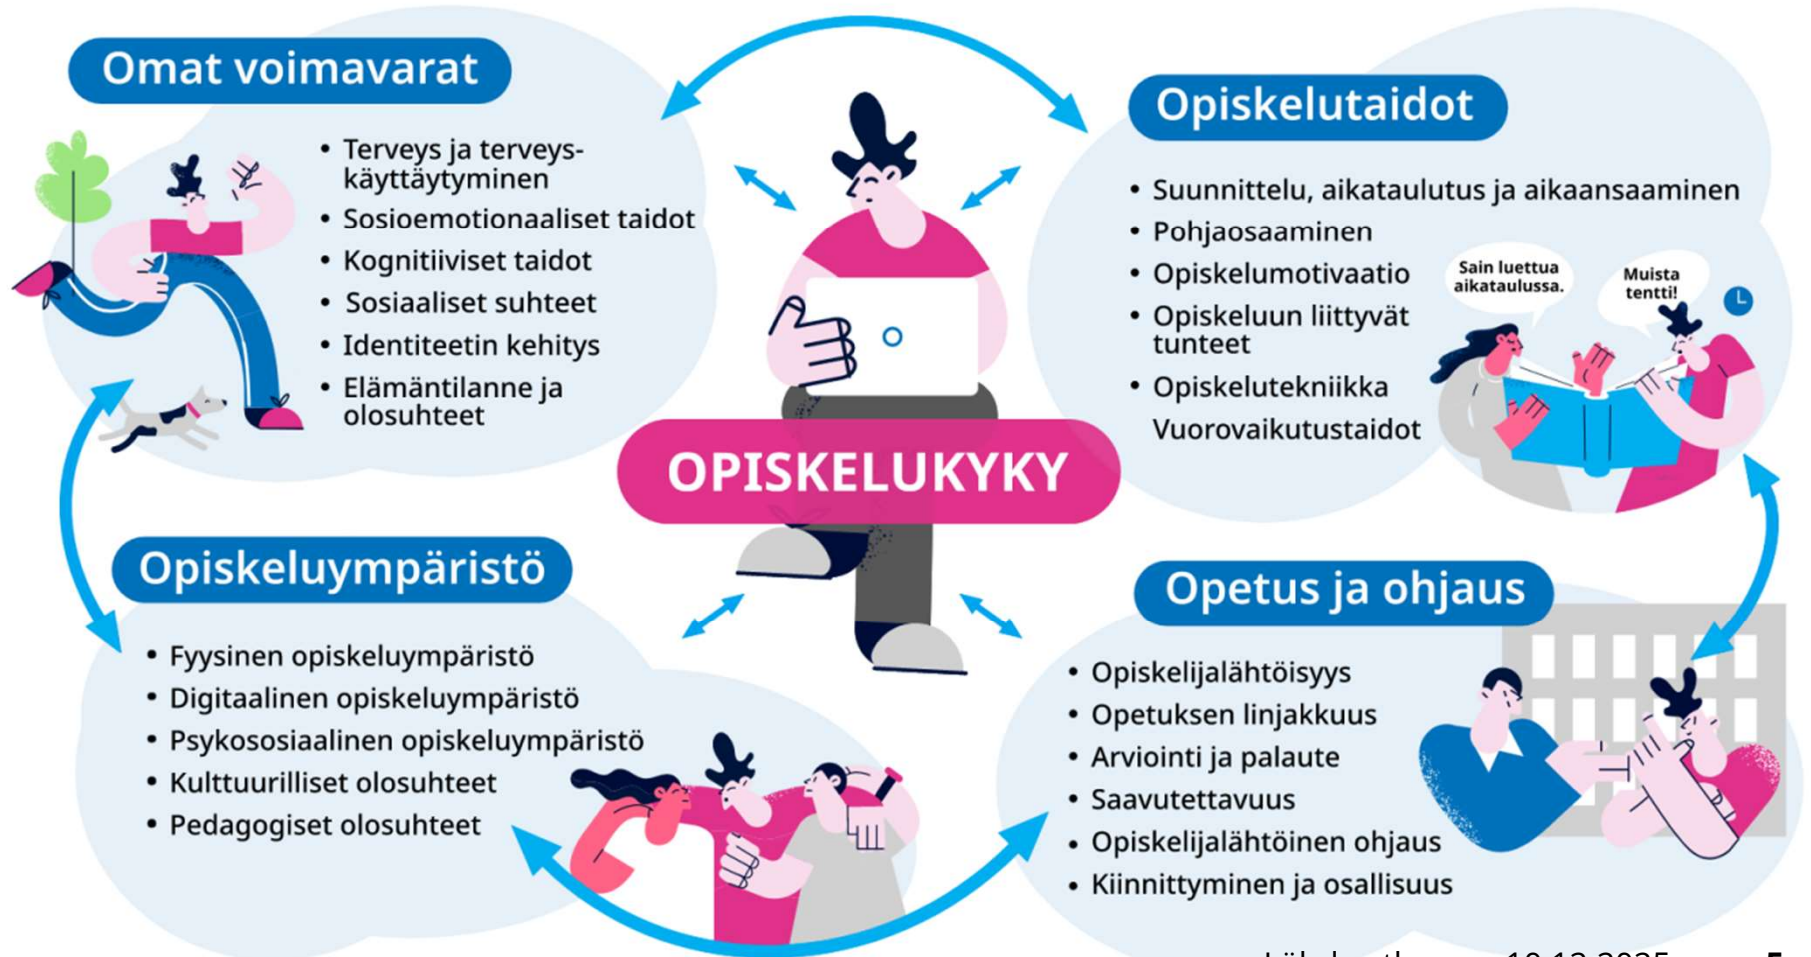 Omat voimavarat
• Terveys ja terveys-
käyttäytyminen
• Sosioemotionaaliset taidot
• Kognitiiviset taidot
• Sosiaaliset suhteet
• Identiteetin kehitys
• Elämäntilanne ja
olosuhteet
Opiskelutaidot
• Suunnittelu, aikataulutus ja aikaansaaminen
• Pohjaosaaminen
• Opiskelumotivaatio
• Opiskeluun liittyvät
tunteet
• Opiskelutekniikka
Vuorovaikutustaidot
Sain luettua
aikataulussa.
Muista
tentti!
OPISKELUKYKY
Opiskeluympäristö
• Fyysinen opiskeluympäristö
• Digitaalinen opiskeluympäristö
• Psykososiaalinen opiskeluympäristö
• Kulttuurilliset olosuhteet
• Pedagogiset olosuhteet
Opetus ja ohjaus
• Opiskelijalähtöisyys
• Opetuksen linjakkuus
• Arviointi ja palaute
• Saavutettavuus
• Opiskelijalähtöinen ohjaus
• Kiinnittyminen ja osallisuus